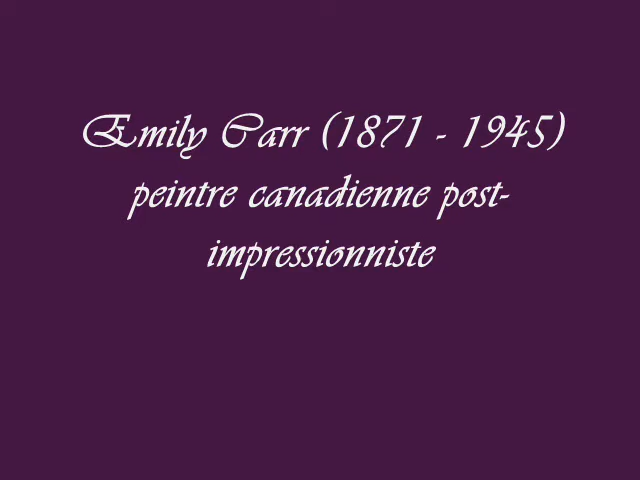 Emily Carr (1871 - 1945)
peintre canadienne post-
impressionniste